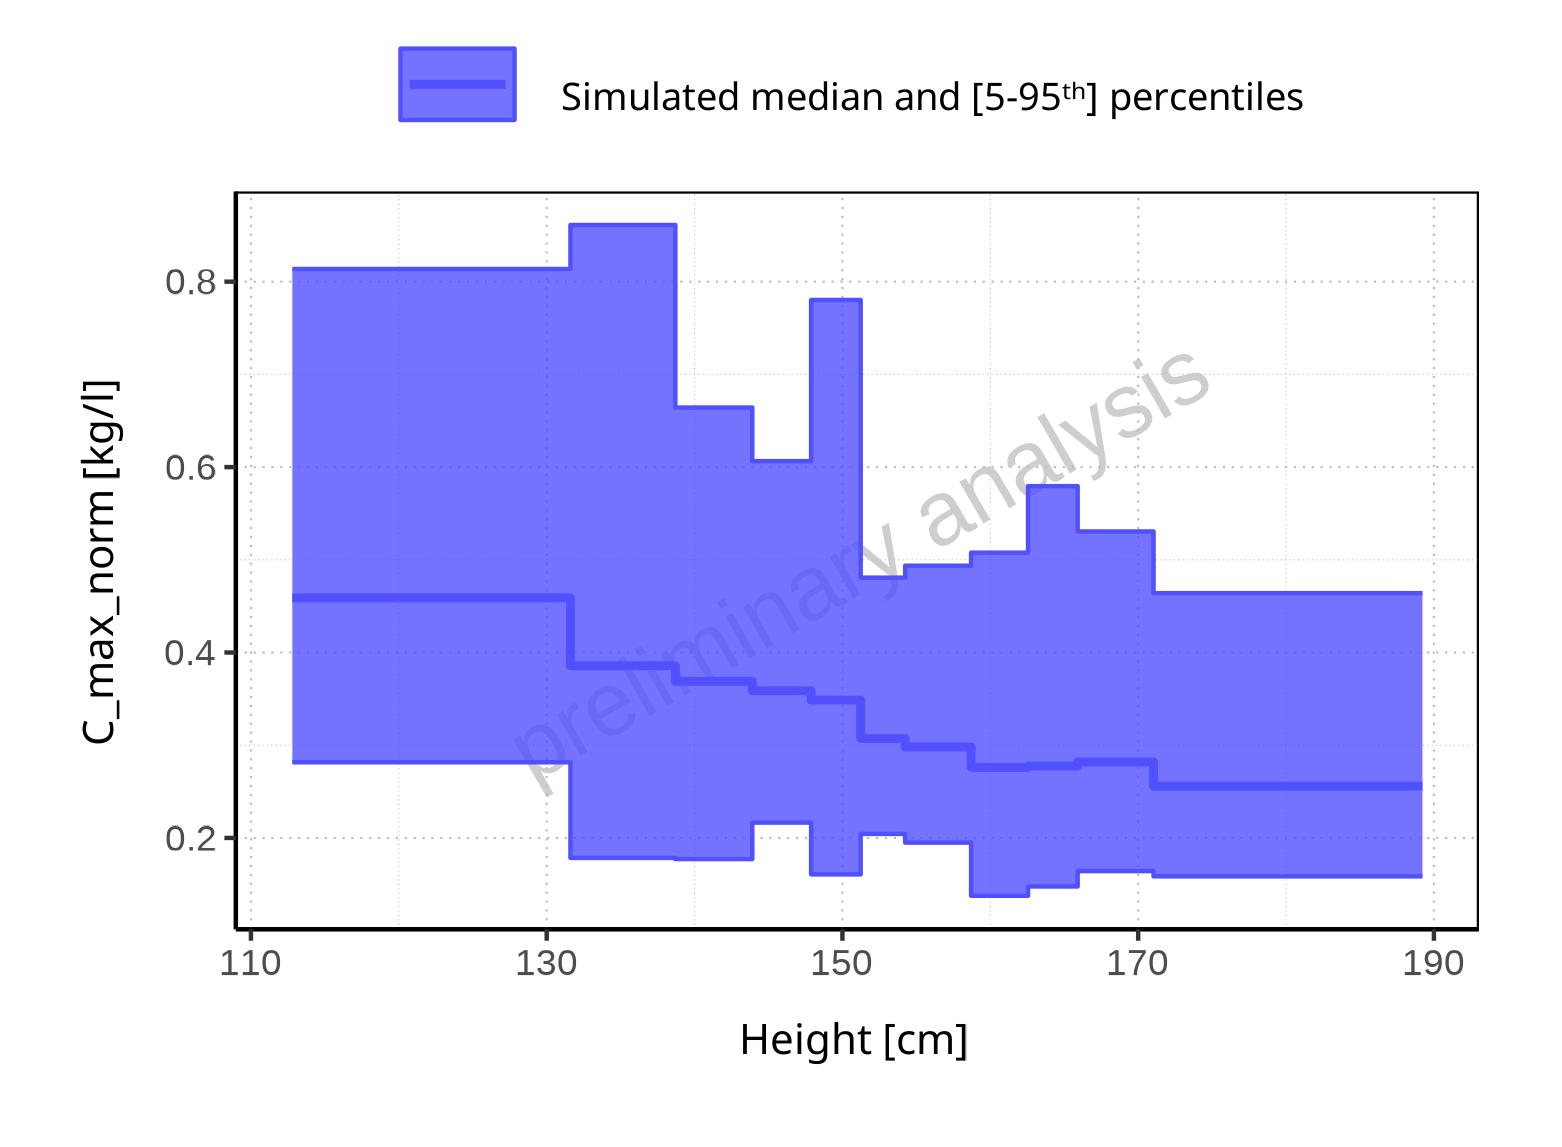 Simulated median and [5-95ᵗʰ] percentiles
C_max_norm [kg/l]
0.8
0.6
0.4
0.2
preliminary analysis
110 130 150 170 190
Height [cm]